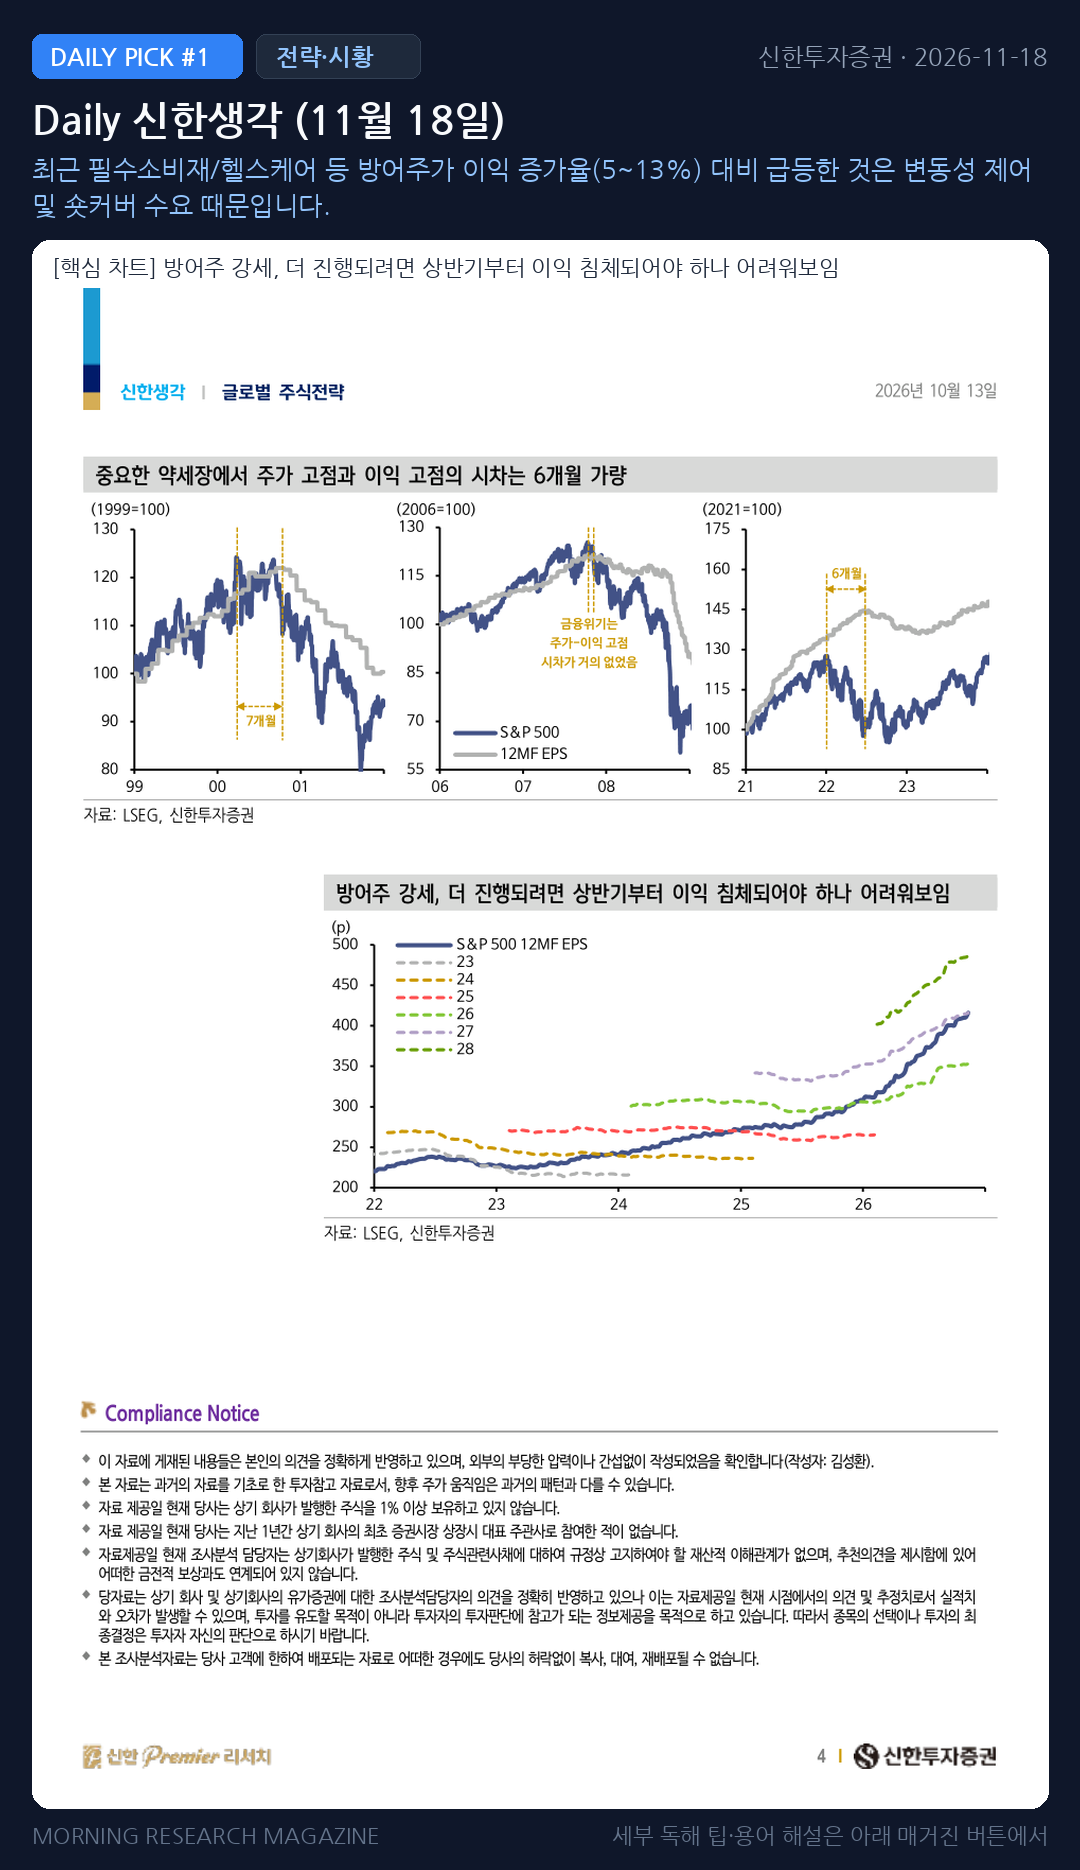 DAILY PICK #1
전략·시황
신한투자증권 · 2026-11-18
Daily 신한생각 (11월 18일)
최근 필수소비재/헬스케어 등 방어주가 이익 증가율(5~13%) 대비 급등한 것은 변동성 제어
및 숏커버 수요 때문입니다.
[핵심 차트] 방어주 강세, 더 진행되려면 상반기부터 이익 침체되어야 하나 어려워보임
신한생각 | 글로벌 주식전략
2026년 10월 13일
중요한 약세장에서 주가 고점과 이익 고점의 시차는 6개월 가량
(1999=100)
130
120
110
100
90
80
99 00 01
7개월
(2006=100)
130
115
100
85
70
55
06 07 08
금융위기는
주가-이익 고점
시차가 거의 없었음
S&P 500
12MF EPS
(2021=100)
175
160
145
130
115
100
85
21 22 23
6개월
자료: LSEG, 신한투자증권
방어주 강세, 더 진행되려면 상반기부터 이익 침체되어야 하나 어려워보임
(p)
500
450
400
350
300
250
200
S&P 500 12MF EPS
23
24
25
26
27
28
22 23 24 25 26
자료: LSEG, 신한투자증권
Compliance Notice
◆ 이 자료에 게재된 내용들은 본인의 의견을 정확하게 반영하고 있으며, 외부의 부당한 압력이나 간섭없이 작성되었음을 확인합니다(작성자: 김성환).
◆ 본 자료는 과거의 자료를 기초로 한 투자참고 자료로서, 향후 주가 움직임은 과거의 패턴과 다를 수 있습니다.
◆ 자료 제공일 현재 당사는 상기 회사가 발행한 주식을 1% 이상 보유하고 있지 않습니다.
◆ 자료 제공일 현재 당사는 지난 1년간 상기 회사의 최초 증권시장 상장시 대표 주관사로 참여한 적이 없습니다.
◆ 자료제공일 현재 조사분석 담당자는 상기회사가 발행한 주식 및 주식관련사채에 대하여 규정상 고지하여야 할 재산적 이해관계가 없으며, 추천의견을 제시함에 있어
어떠한 금전적 보상과도 연계되어 있지 않습니다.
◆ 당자료는 상기 회사 및 상기회사의 유가증권에 대한 조사분석담당자의 의견을 정확히 반영하고 있으나 이는 자료제공일 현재 시점에서의 의견 및 추정치로서 실적치
와 오차가 발생할 수 있으며, 투자를 유도할 목적이 아니라 투자자의 투자판단에 참고가 되는 정보제공을 목적으로 하고 있습니다. 따라서 종목의 선택이나 투자의 최
종결정은 투자자 자신의 판단으로 하시기 바랍니다.
◆ 본 조사분석자료는 당사 고객에 한하여 배포되는 자료로 어떠한 경우에도 당사의 허락없이 복사, 대여, 재배포될 수 없습니다.
신한 Premier 리서치
4 | 신한투자증권
MORNING RESEARCH MAGAZINE
세부 독해 팁·용어 해설은 아래 매거진 버튼에서